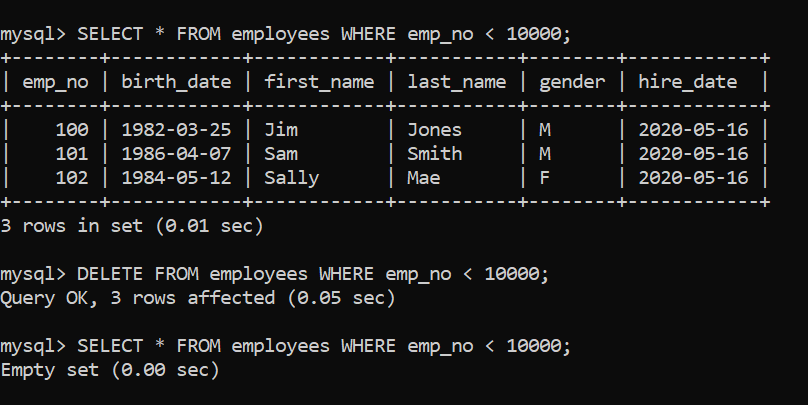 mysql> SELECT * FROM employees WHERE emp_no < 10000;
+--------+------------+------------+-----------+--------+------------+
| emp_no | birth_date | first_name | last_name | gender | hire_date  |
+--------+------------+------------+-----------+--------+------------+
|    100 | 1982-03-25 | Jim        | Jones     | M      | 2020-05-16 |
|    101 | 1986-04-07 | Sam        | Smith     | M      | 2020-05-16 |
|    102 | 1984-05-12 | Sally      | Mae       | F      | 2020-05-16 |
+--------+------------+------------+-----------+--------+------------+
3 rows in set (0.01 sec)
mysql> DELETE FROM employees WHERE emp_no < 10000;
Query OK, 3 rows affected (0.05 sec)
mysql> SELECT * FROM employees WHERE emp_no < 10000;
Empty set (0.00 sec)